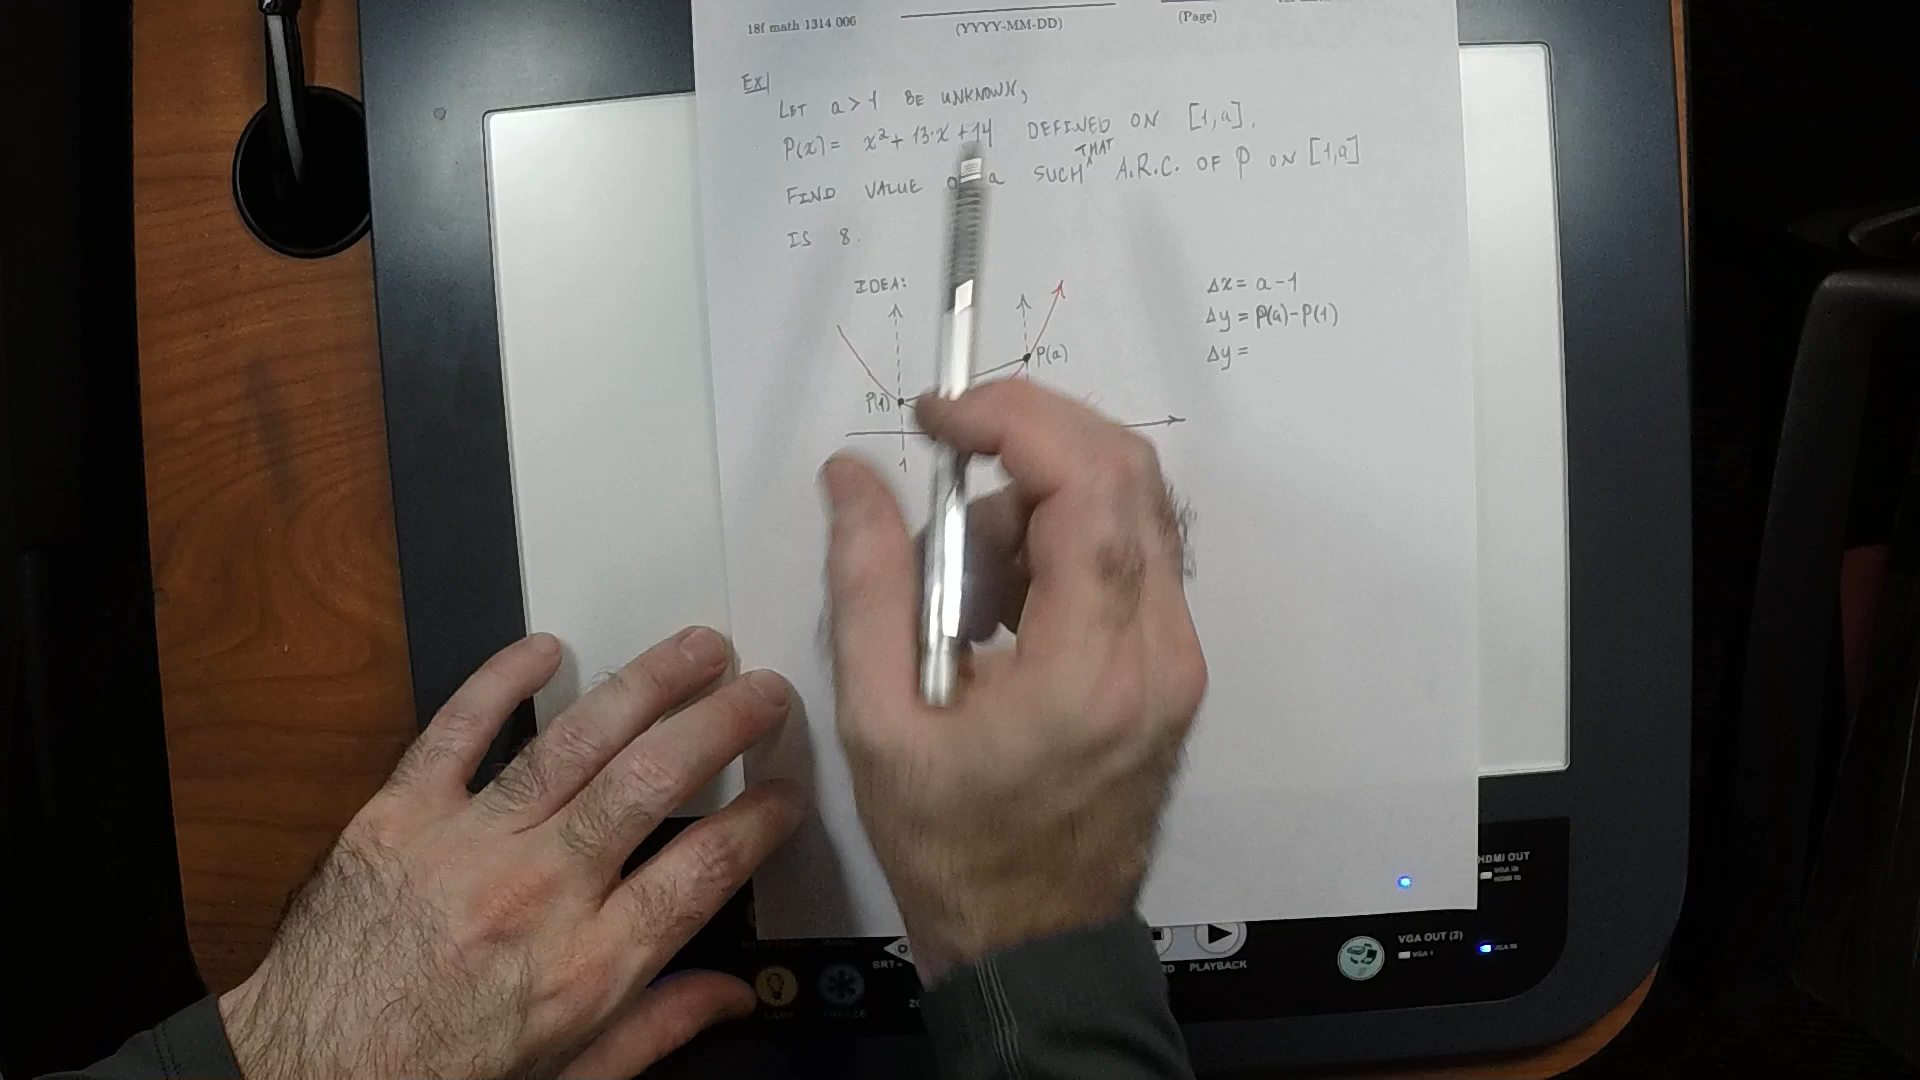 18f math 1314 006
(YYYY-MM-DD)
(Page)
Ex|
LET a > 1 BE UNKNOWN,
P(x) = x² + 13·x + 14 DEFINED ON [1,a].
FIND VALUE OF a SUCH THAT A.R.C. OF P ON [1,a]
IS 8.
IDEA:
P(1)
P(a)
1
Δx = a - 1
Δy = P(a) - P(1)
Δy =
HDMI OUT
VGA OUT (2)
BRT-
PLAYBACK